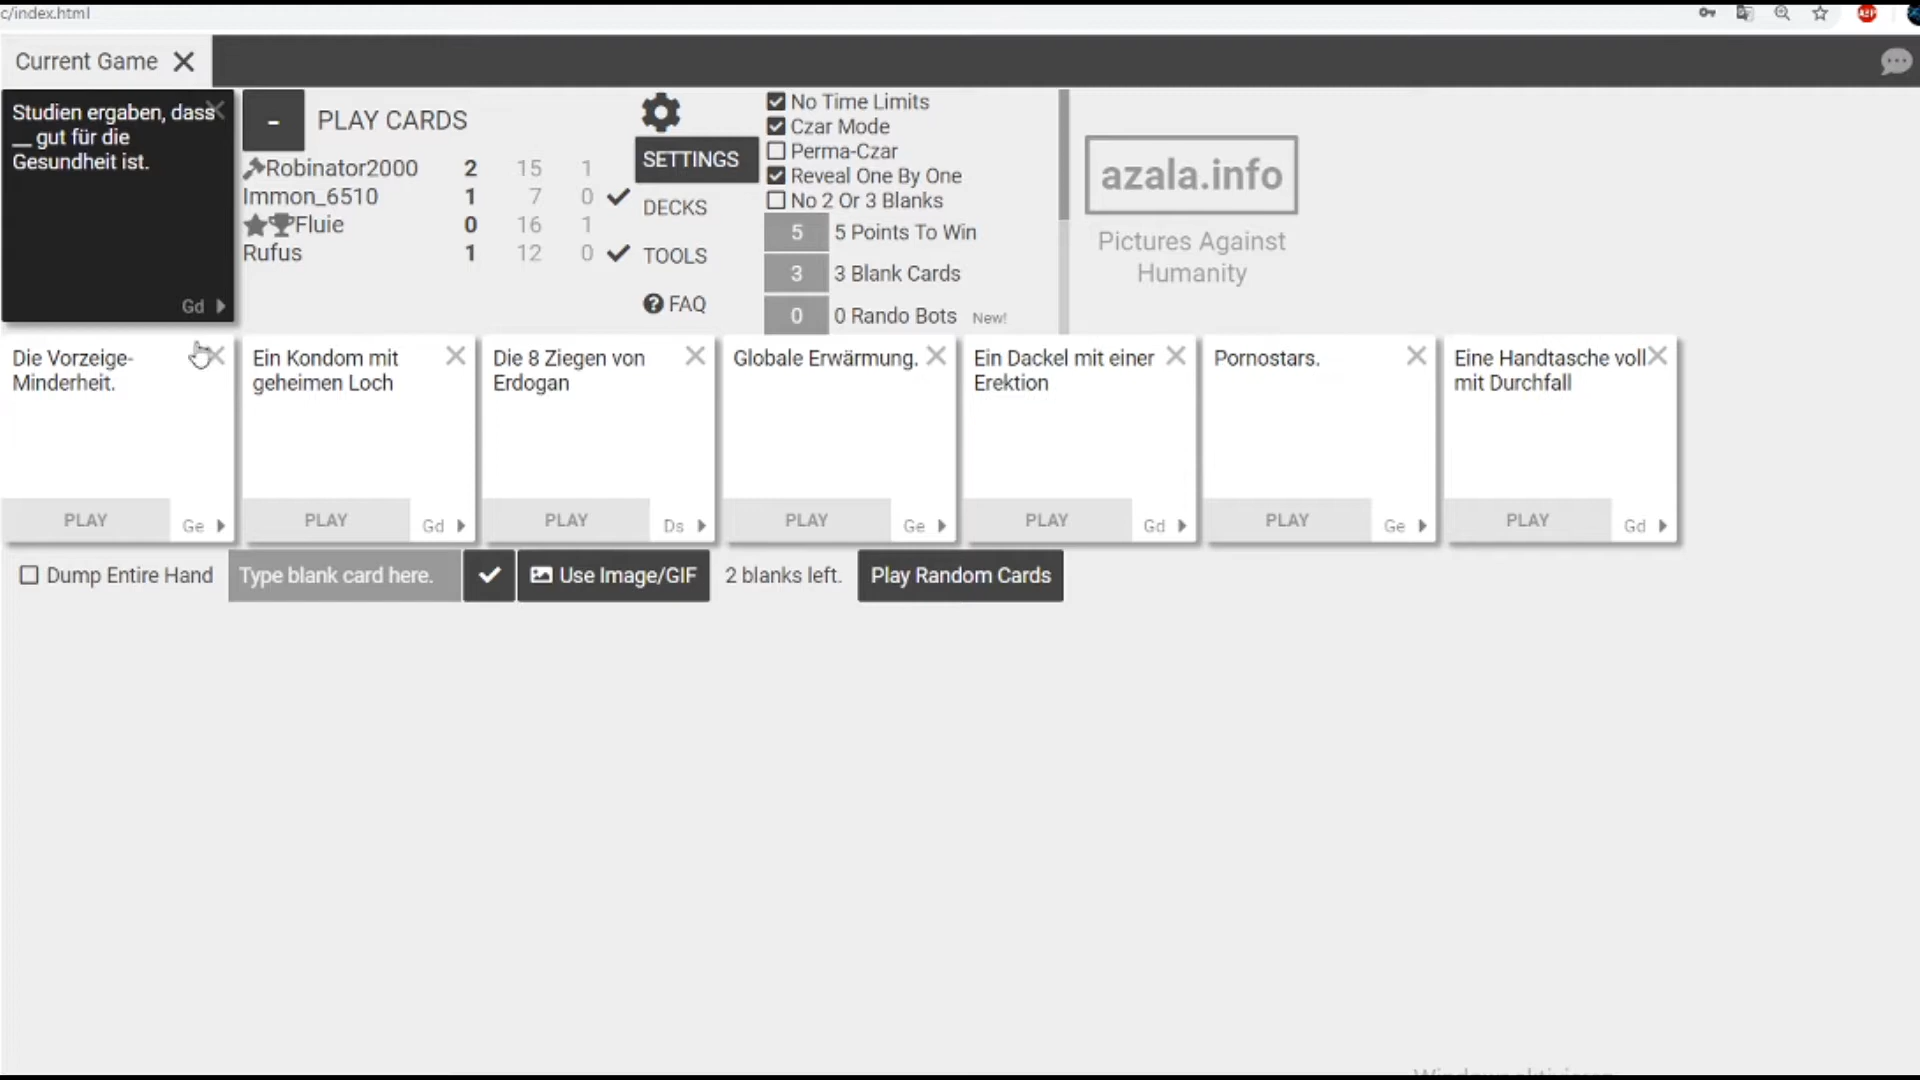 c/index.html
Current Game
Studien ergaben, dass
__ gut für die
Gesundheit ist.
Gd
-
PLAY CARDS
Robinator2000 2 15 1
Immon_6510 1 7 0
Fluie 0 16 1
Rufus 1 12 0
SETTINGS
DECKS
TOOLS
FAQ
No Time Limits
Czar Mode
Perma-Czar
Reveal One By One
No 2 Or 3 Blanks
5 5 Points To Win
3 3 Blank Cards
0 0 Rando Bots New!
azala.info
Pictures Against
Humanity
Die Vorzeige-
Minderheit.
PLAY Ge
Ein Kondom mit
geheimen Loch
PLAY Gd
Die 8 Ziegen von
Erdogan
PLAY Ds
Globale Erwärmung.
PLAY Ge
Ein Dackel mit einer
Erektion
PLAY Gd
Pornostars.
PLAY Ge
Eine Handtasche voll
mit Durchfall
PLAY Gd
Dump Entire Hand
Type blank card here.
Use Image/GIF
2 blanks left.
Play Random Cards